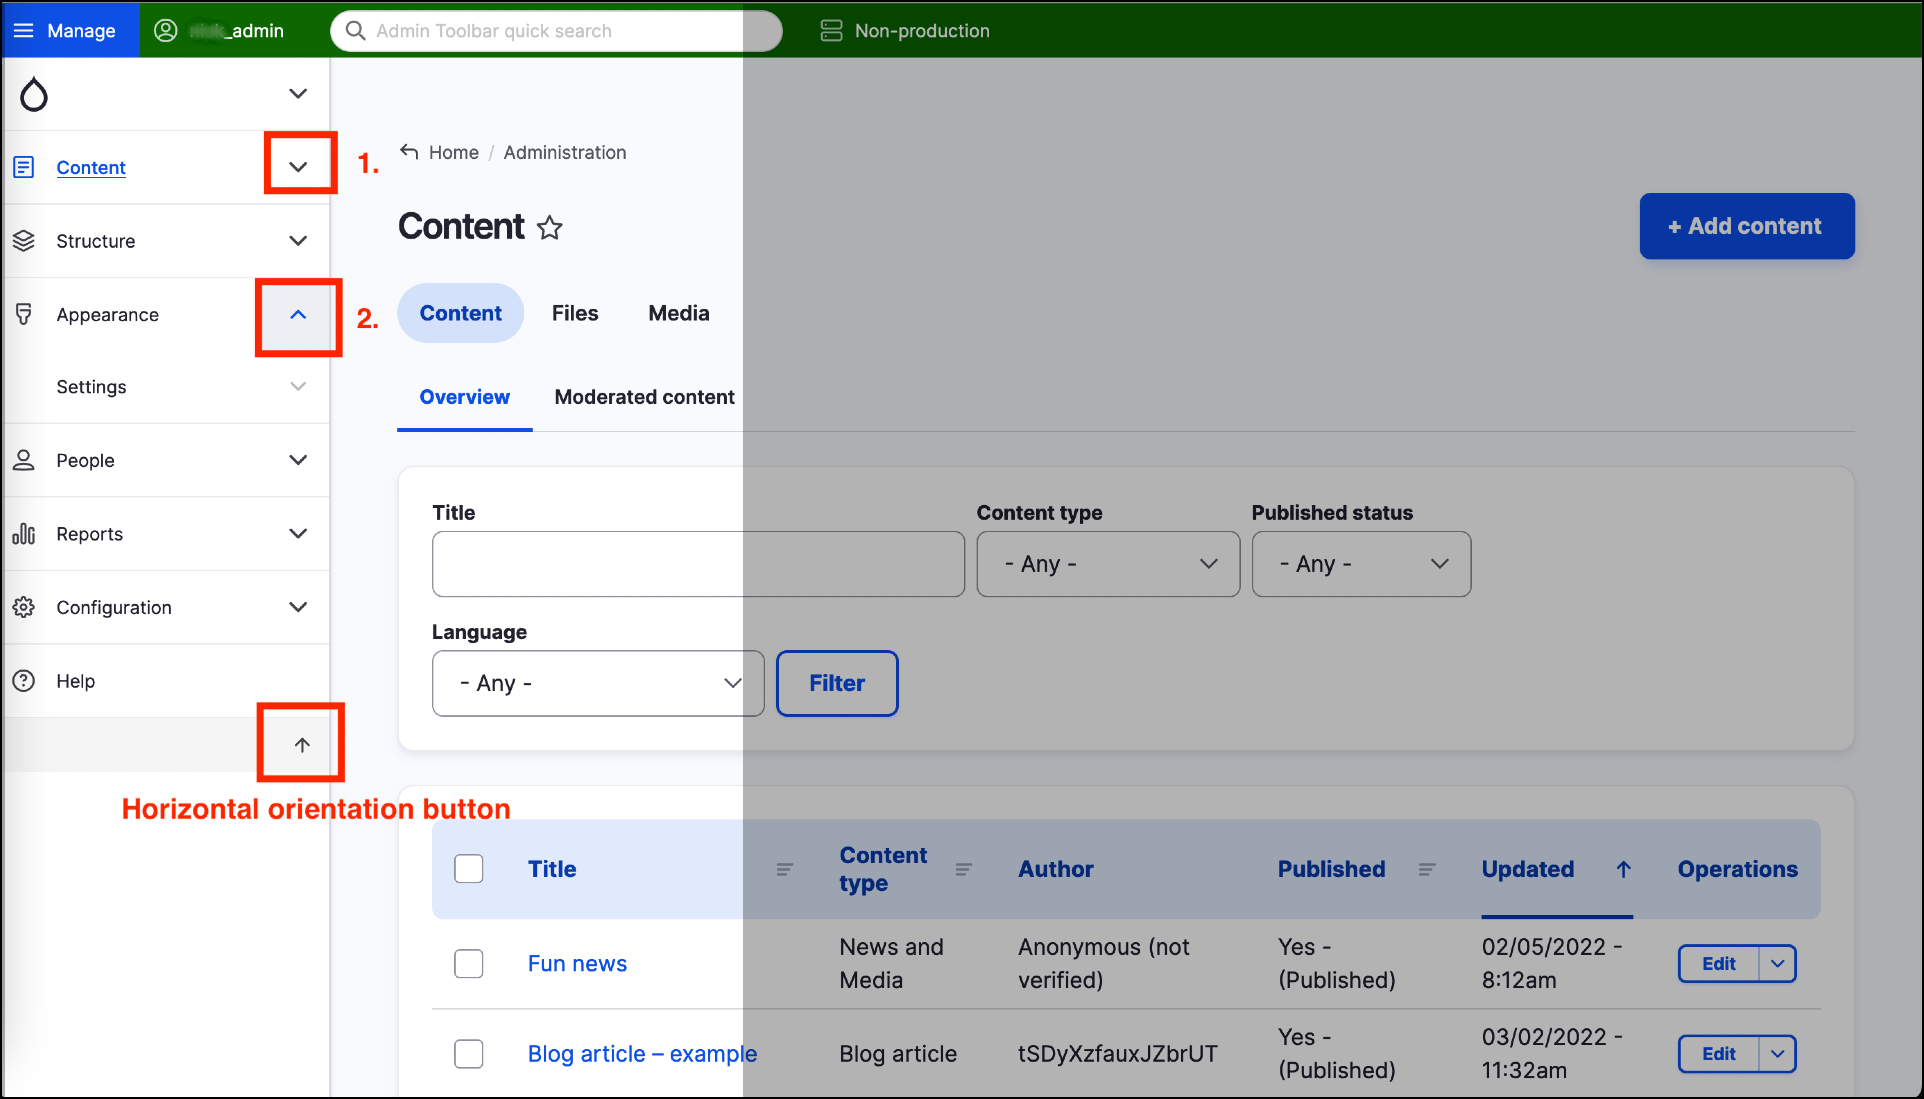 Manage
_admin
Admin Toolbar quick search
Non-production
Content
1.
Structure
Appearance
2.
Settings
People
Reports
Configuration
Help
Horizontal orientation button
Home / Administration
Content
+ Add content
Content Files Media
Overview Moderated content
Title Content type Published status
- Any - - Any -
Language
- Any - Filter
Title Content type Author Published Updated Operations
Fun news News and Media Anonymous (not verified) Yes - (Published) 02/05/2022 - 8:12am Edit
Blog article – example Blog article tSDyXzfauxJZbrUT Yes - (Published) 03/02/2022 - 11:32am Edit